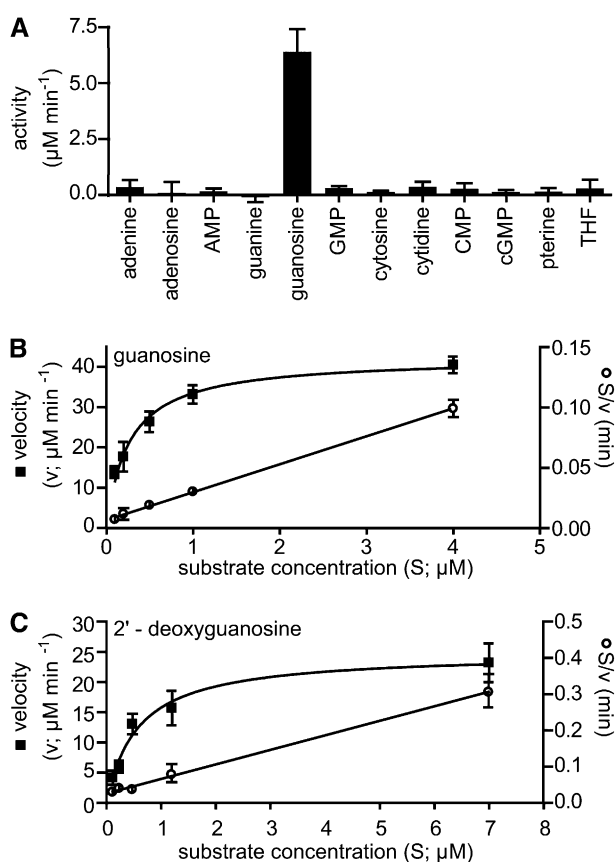 A
activity
(µM min⁻¹)
7.5
5.0
2.5
0.0
adenine
adenosine
AMP
guanine
guanosine
GMP
cytosine
cytidine
CMP
cGMP
pterine
THF
B
guanosine
■ velocity
(v; µM min ⁻¹)
40
30
20
10
0
0.15
0.10
0.05
0.00
S/v (min)
0 1 2 3 4 5
substrate concentration (S; µM)
C
2' - deoxyguanosine
■ velocity
(v; µM min ⁻¹)
30
25
20
15
10
5
0
0.5
0.4
0.3
0.2
0.1
0.0
S/v (min)
0 1 2 3 4 5 6 7 8
substrate concentration (S; µM)